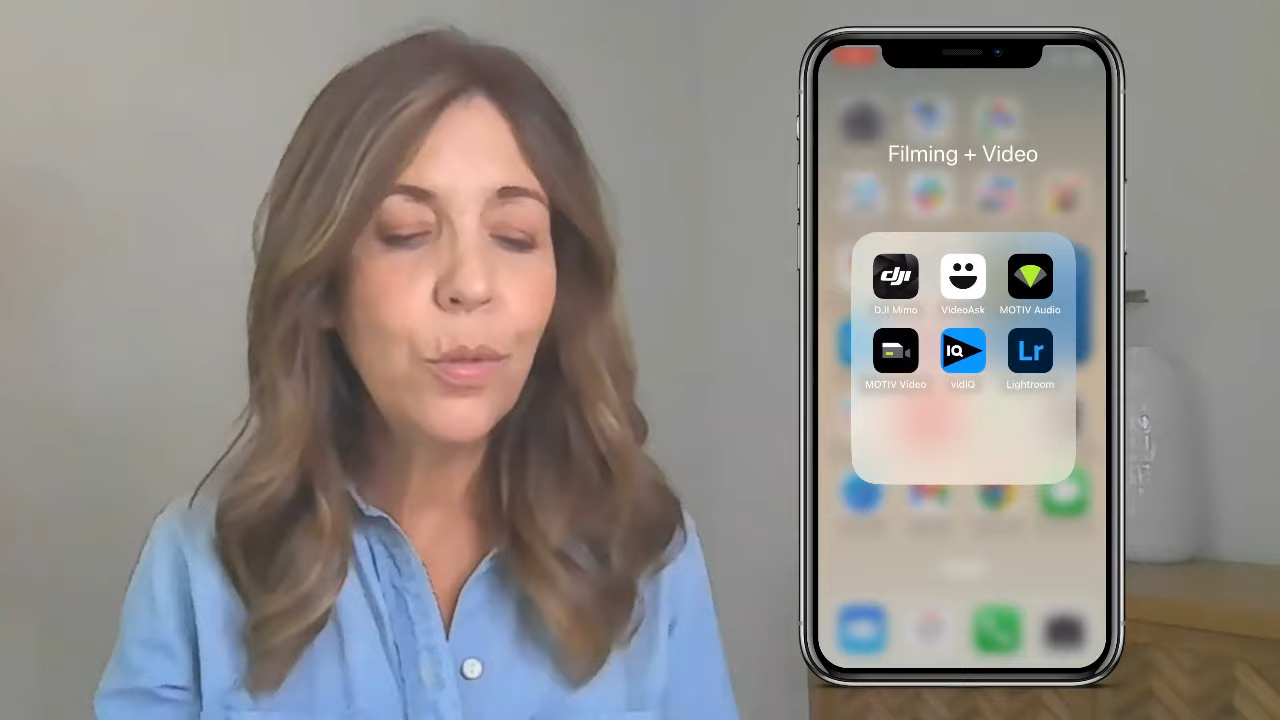 Filming + Video
dji
DJI Mimo
VideoAsk
MOTIV Audio
IQ
Lr
MOTIV Video
vidIQ
Lightroom